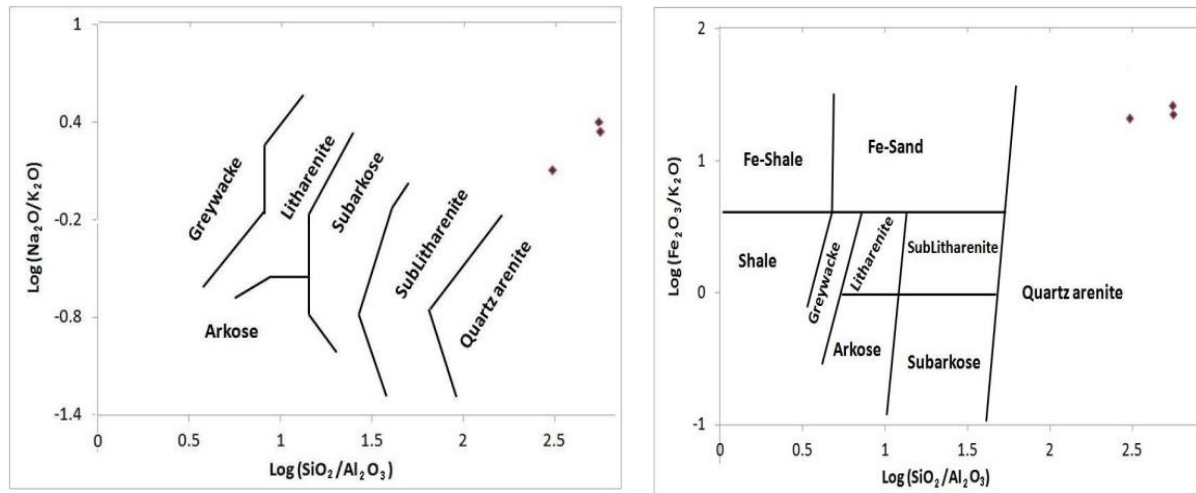 1
0.4
-0.2
-0.8
-1.4
0
0.5
1
1.5
2
2.5
Log (Na2O/K2O)
Log (SiO2/Al2O3)
Greywacke
Litharenite
Subarkose
SubLitharenite
Quartz arenite
Arkose
2
1
0
-1
0
0.5
1
1.5
2
2.5
Log (Fe2O3/K2O)
Log (SiO2/Al2O3)
Fe-Shale
Fe-Sand
Shale
Greywacke
Litharenite
SubLitharenite
Quartz arenite
Arkose
Subarkose